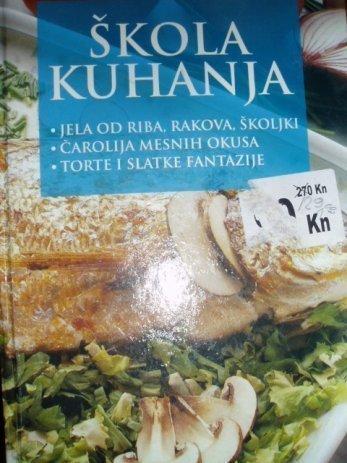 ŠKOLA
KUHANJA
• JELA OD RIBA, RAKOVA, ŠKOLJKI
• ČAROLIJA MESNIH OKUSA
• TORTE I SLATKE FANTAZIJE
270 Kn
Kn